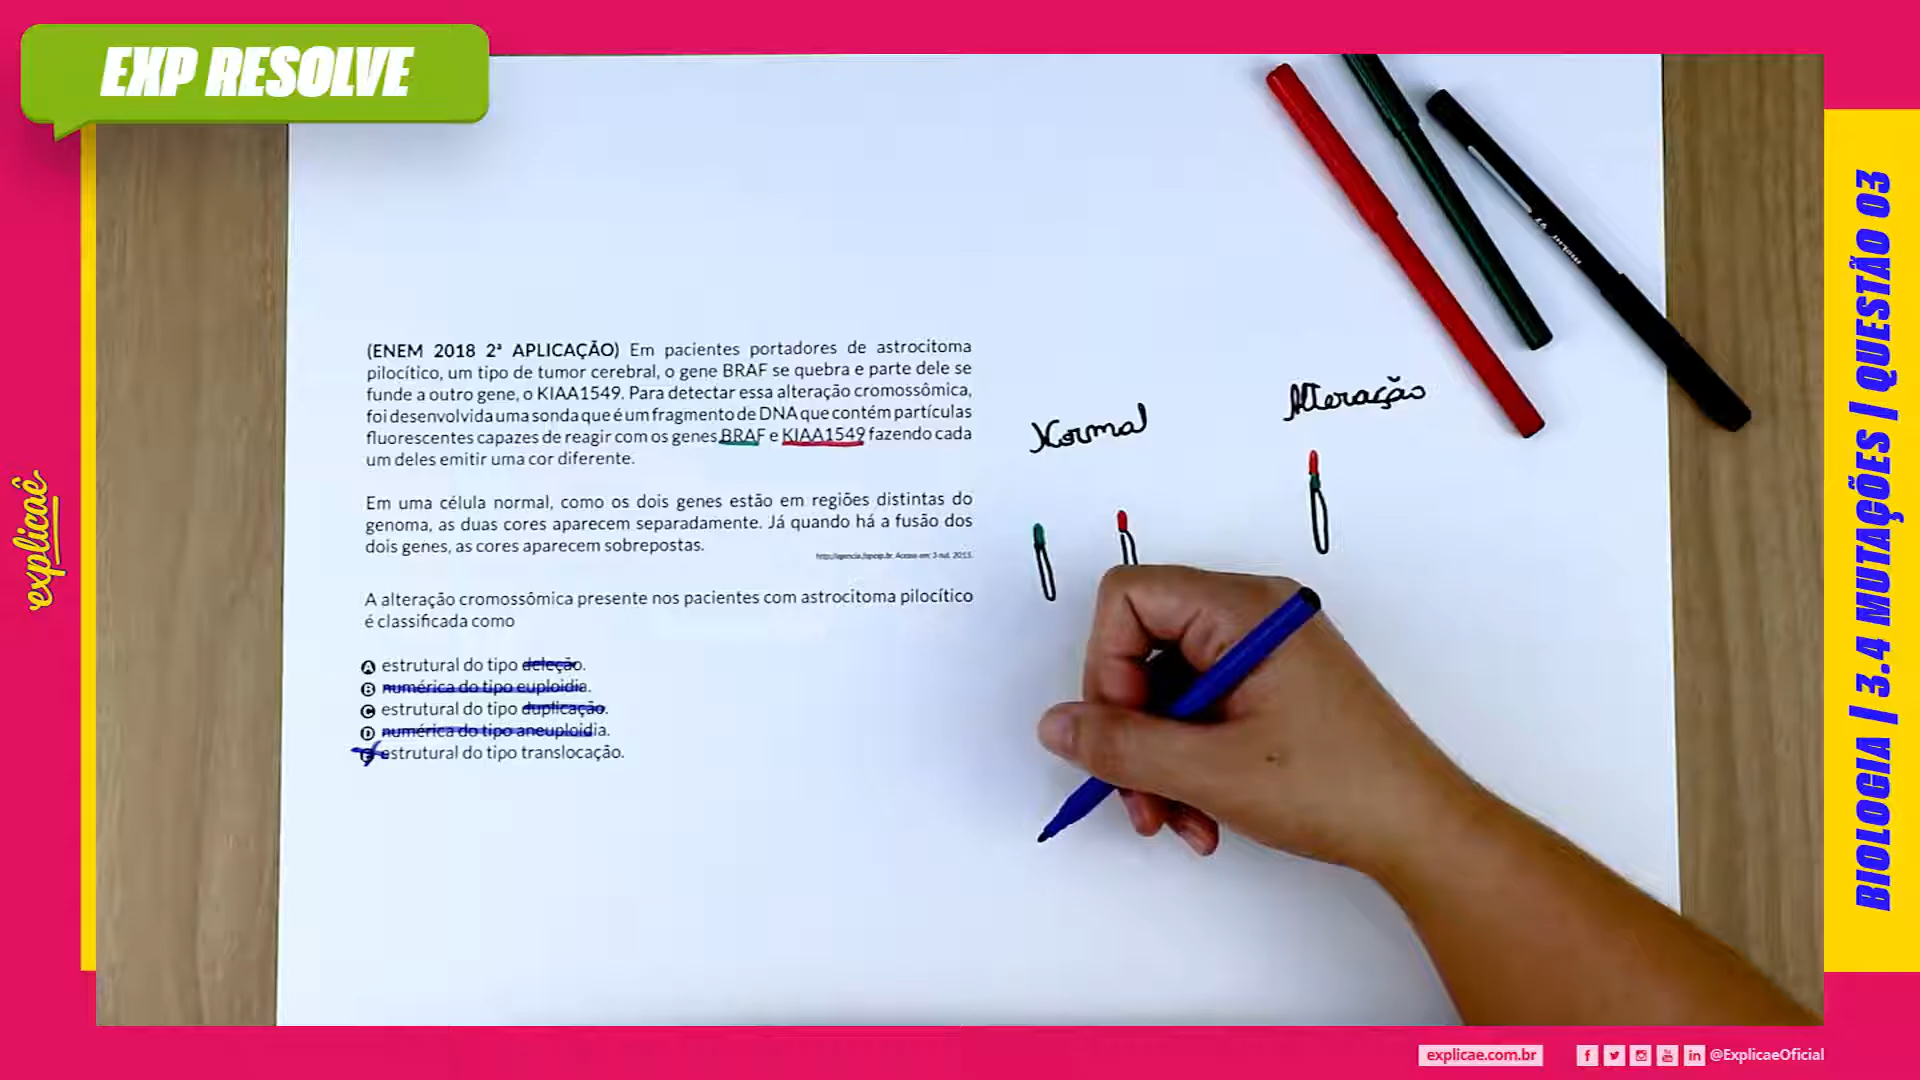 EXP RESOLVE
(ENEM 2018 2ª APLICAÇÃO) Em pacientes portadores de astrocitoma
pilocítico, um tipo de tumor cerebral, o gene BRAF se quebra e parte dele se
funde a outro gene, o KIAA1549. Para detectar essa alteração cromossômica,
foi desenvolvida uma sonda que é um fragmento de DNA que contém partículas
fluorescentes capazes de reagir com os genes BRAF e KIAA1549 fazendo cada
um deles emitir uma cor diferente.
Em uma célula normal, como os dois genes estão em regiões distintas do
genoma, as duas cores aparecem separadamente. Já quando há a fusão dos
dois genes, as cores aparecem sobrepostas.
A alteração cromossômica presente nos pacientes com astrocitoma pilocítico
é classificada como
A estrutural do tipo deleção.
B numérica do tipo euploidia.
C estrutural do tipo duplicação.
D numérica do tipo aneuploidia.
E estrutural do tipo translocação.
Normal
Alteração
explicaê
BIOLOGIA | 3.4 MUTAÇÕES | QUESTÃO 03
explicae.com.br
@ExplicaeOficial